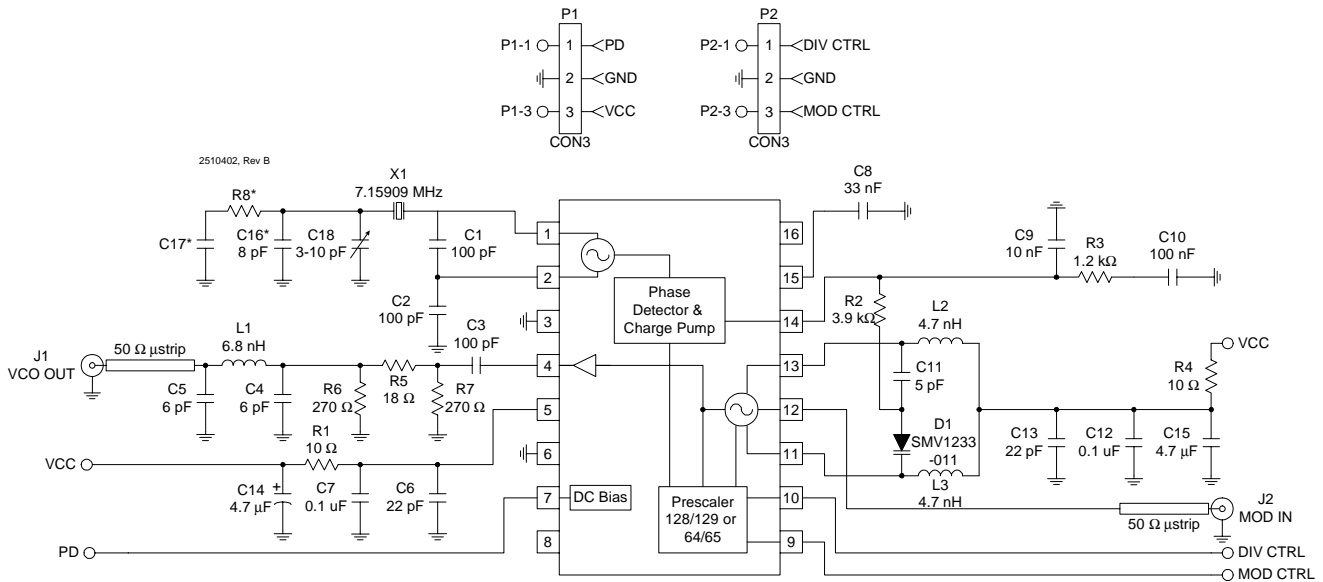 P1
P2
P1-1
1
PD
P2-1
1
DIV CTRL
2
GND
2
GND
P1-3
3
VCC
P2-3
3
MOD CTRL
CON3
CON3
2510402, Rev B
X1
7.15909 MHz
R8*
C17*
C16*
8 pF
C18
3-10 pF
C1
100 pF
C2
100 pF
C3
100 pF
L1
6.8 nH
J1
VCO OUT
50 Ω µstrip
C5
6 pF
C4
6 pF
R6
270 Ω
R5
18 Ω
R7
270 Ω
R1
10 Ω
VCC
C14
4.7 µF
+
C7
0.1 uF
C6
22 pF
PD
1
2
3
4
5
6
7
8
Phase
Detector &
Charge Pump
DC Bias
Prescaler
128/129 or
64/65
16
15
14
13
12
11
10
9
C8
33 nF
C9
10 nF
R3
1.2 kΩ
C10
100 nF
R2
3.9 kΩ
L2
4.7 nH
C11
5 pF
D1
SMV1233
-011
L3
4.7 nH
VCC
R4
10 Ω
C13
22 pF
C12
0.1 uF
C15
4.7 µF
50 Ω µstrip
J2
MOD IN
DIV CTRL
MOD CTRL